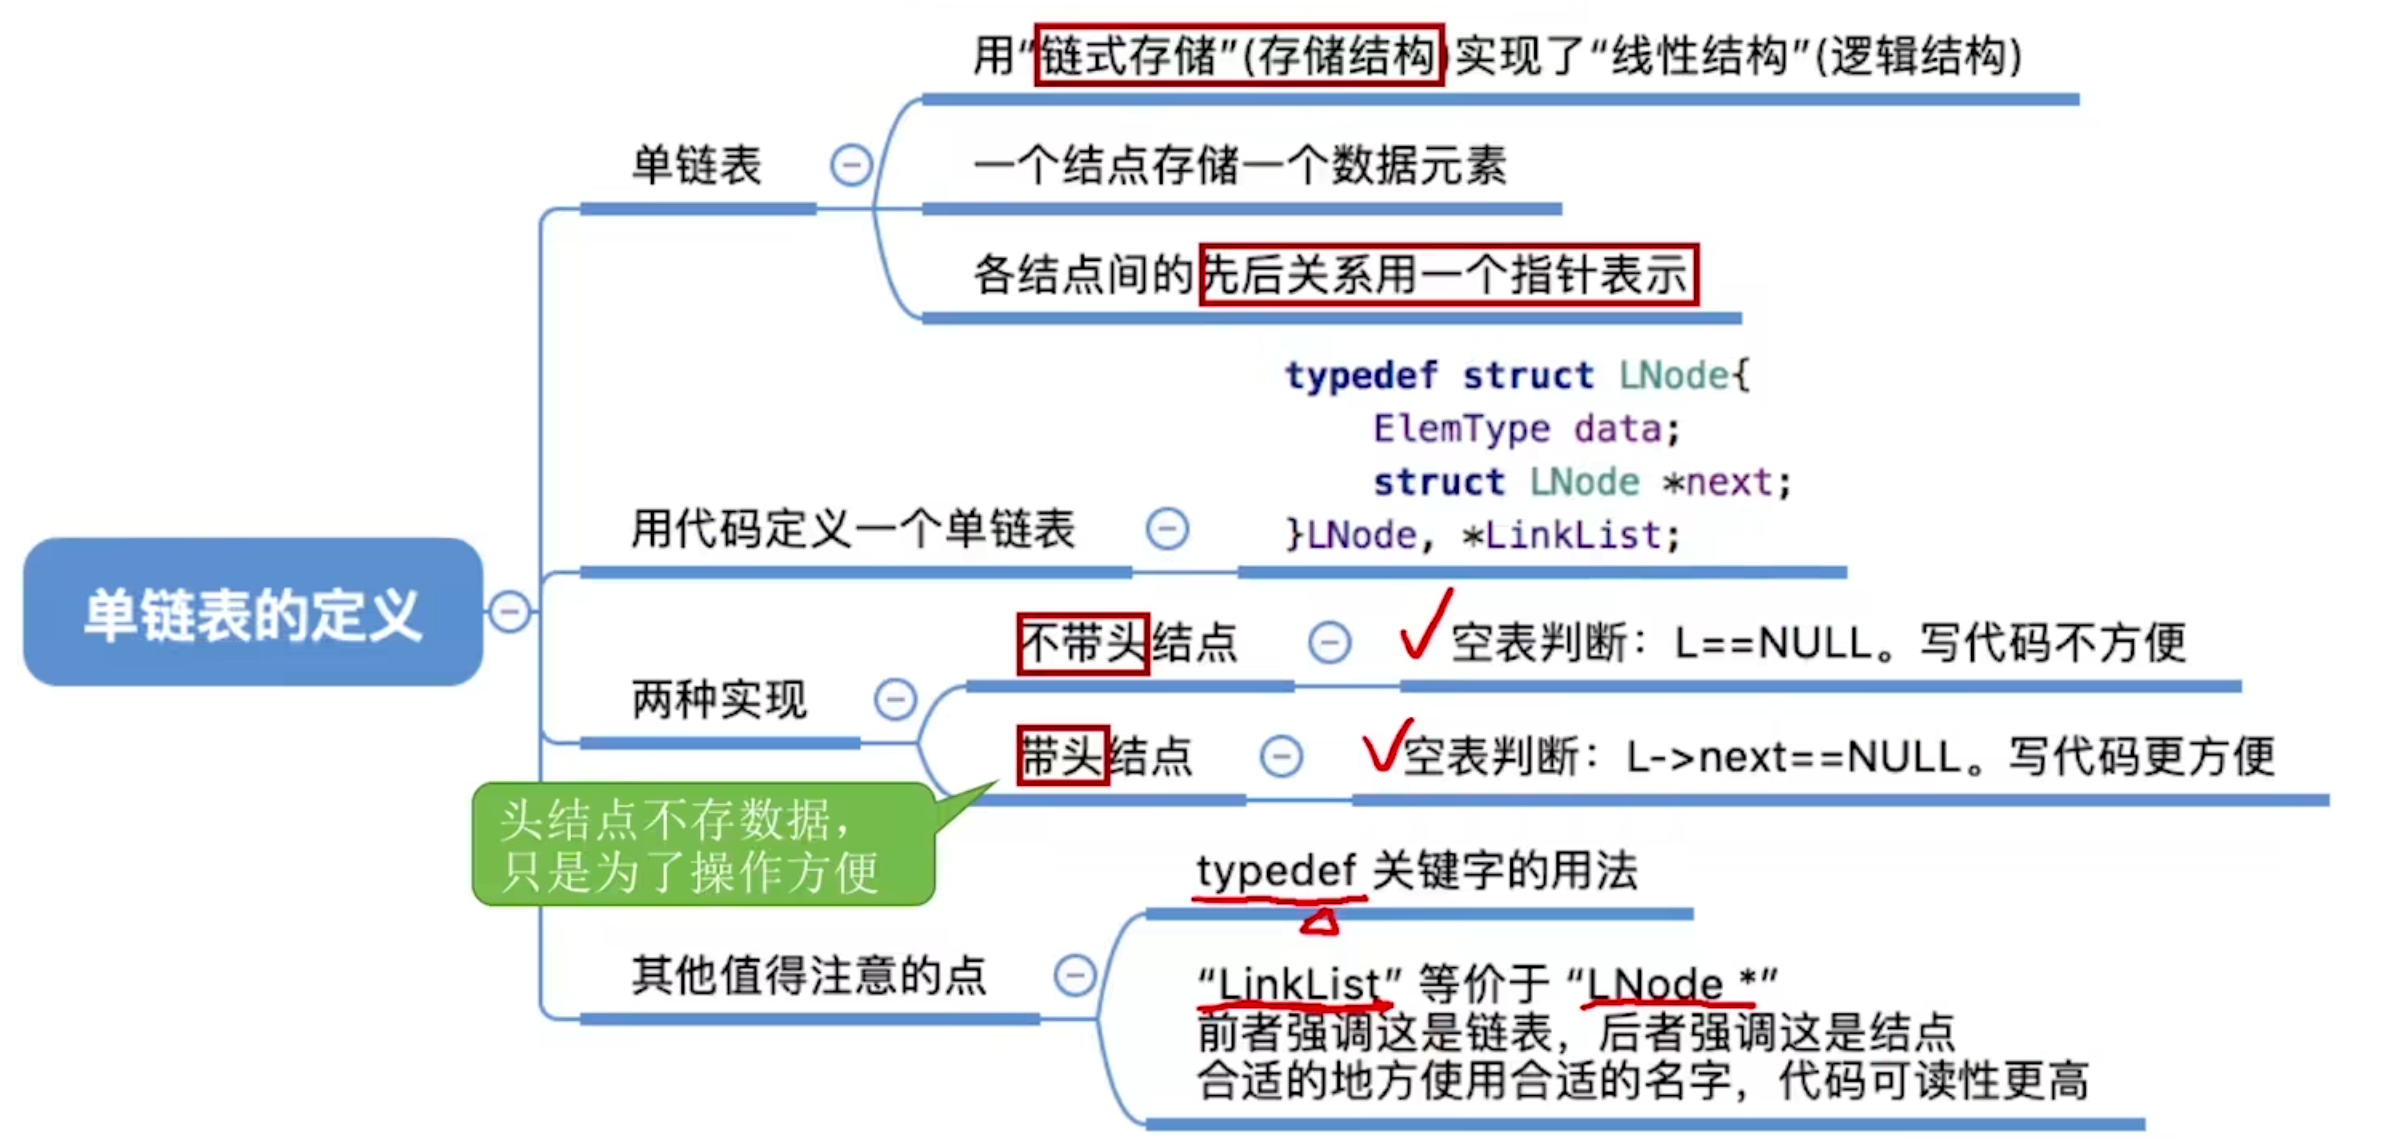 用“链式存储”(存储结构)实现了“线性结构”(逻辑结构)
单链表
一个结点存储一个数据元素
各结点间的先后关系用一个指针表示
typedef struct LNode{
ElemType data;
struct LNode *next;
}LNode, *LinkList;
用代码定义一个单链表
单链表的定义
不带头结点
空表判断：L==NULL。写代码不方便
两种实现
带头结点
空表判断：L->next==NULL。写代码更方便
头结点不存数据，
只是为了操作方便
typedef 关键字的用法
其他值得注意的点
“LinkList” 等价于 “LNode *”
前者强调这是链表，后者强调这是结点
合适的地方使用合适的名字，代码可读性更高